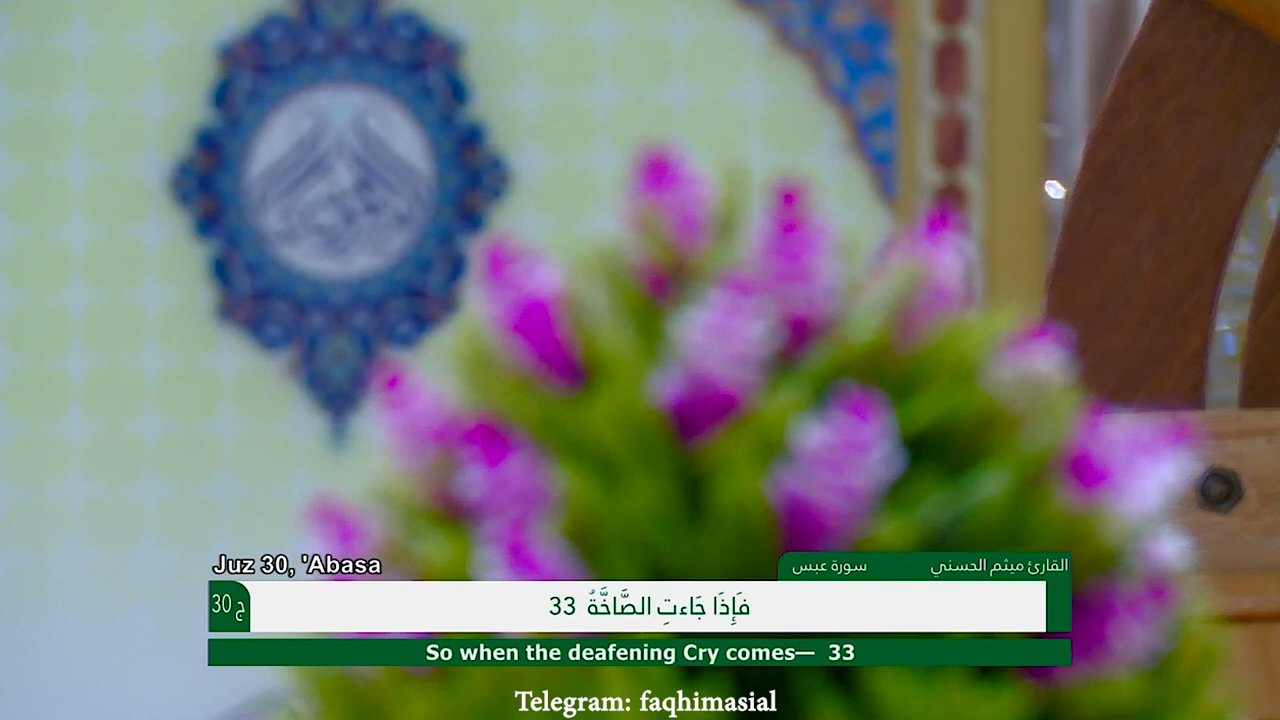 Juz 30, 'Abasa
القارئ ميثم الحسني
سورة عبس
ج 30
فَإِذَا جَاءتِ الصَّاخَّةُ 33
So when the deafening Cry comes— 33
Telegram: faqhimasial